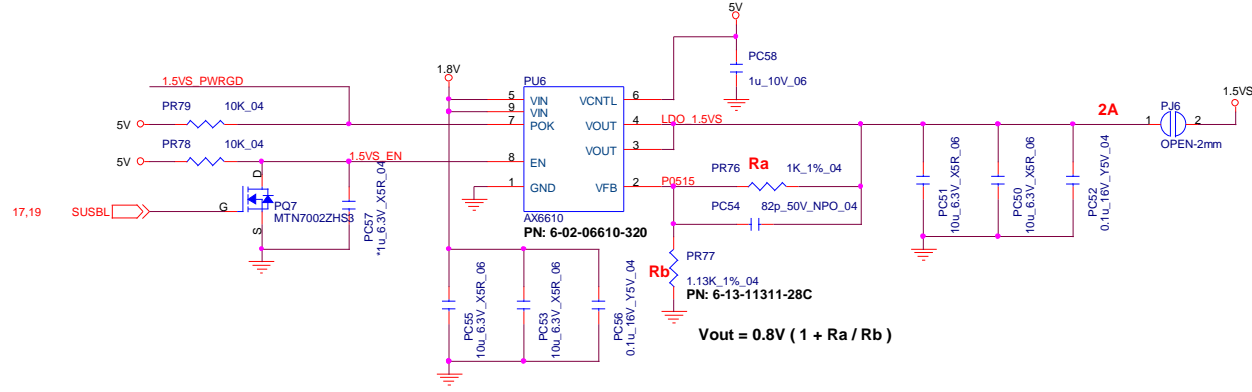 5V
PC58
1u_10V_06
1.8V
1.5VS_PWRGD
PU6
PR79 10K_04
5V
5 VIN VCNTL 6
9 VIN
7 POK VOUT 4 LDO_1.5VS
VOUT 3
2A
PJ6
1 2
OPEN-2mm
1.5VS
PR78 10K_04
5V
1.5VS_EN
8 EN
1 GND VFB 2 P0515
AX6610
PN: 6-02-06610-320
PR76 Ra 1K_1%_04
PC54 82p_50V_NPO_04
17,19 SUSBL
G
D
S
PQ7
MTN7002ZHS3
PC57
*1u_6.3V_X5R_04
Rb PR77
1.13K_1%_04
PN: 6-13-11311-28C
PC51
10u_6.3V_X5R_06
PC50
10u_6.3V_X5R_06
PC52
0.1u_16V_Y5V_04
PC55
10u_6.3V_X5R_06
PC53
10u_6.3V_X5R_06
PC56
0.1u_16V_Y5V_04
Vout = 0.8V ( 1 + Ra / Rb )